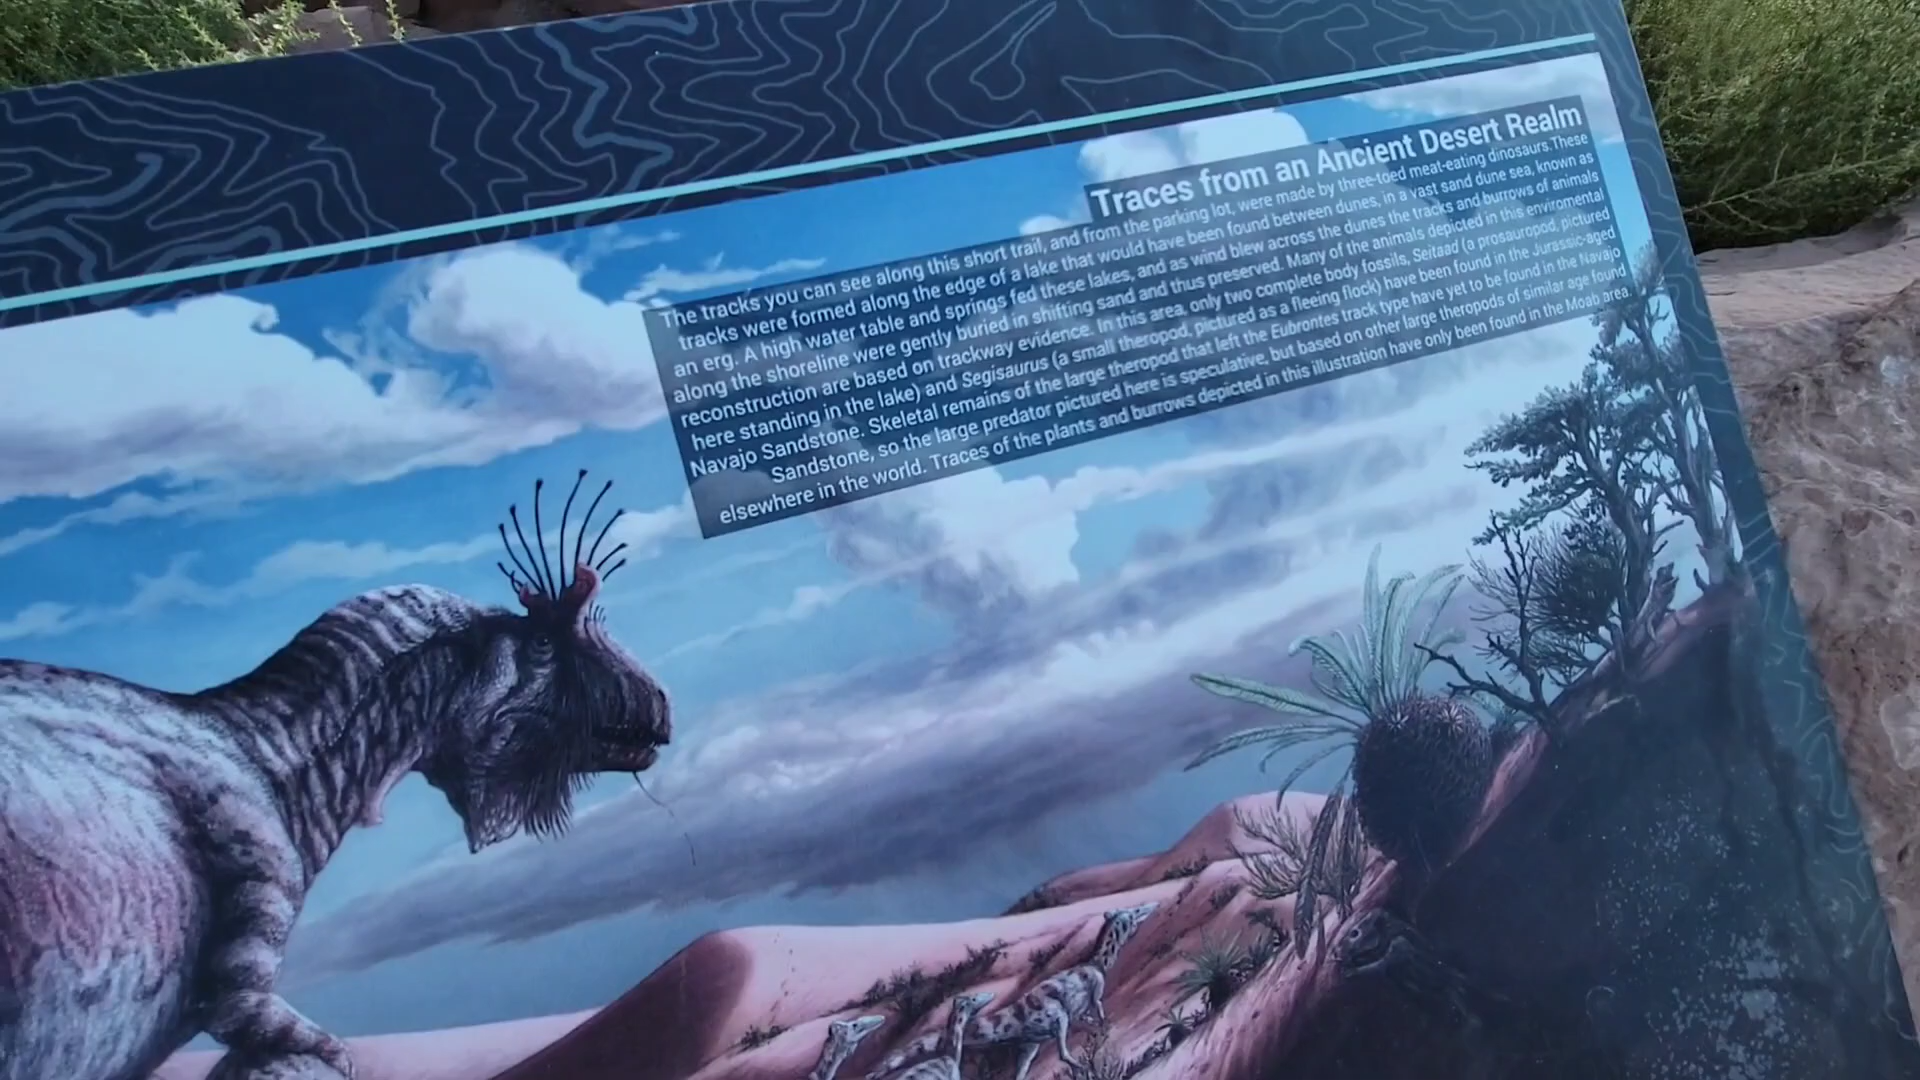 Traces from an Ancient Desert Realm
The tracks you can see along this short trail, and from the parking lot, were made by three-toed meat-eating dinosaurs. These
tracks were formed along the edge of a lake that would have been found between dunes, in a vast sand dune sea, known as
an erg. A high water table and springs fed these lakes, and as wind blew across the dunes the tracks and burrows of animals
along the shoreline were gently buried in shifting sand and thus preserved. Many of the animals depicted in this enviromental
reconstruction are based on trackway evidence. In this area, only two complete body fossils, Seitaad (a prosauropod, pictured
here standing in the lake) and Segisaurus (a small theropod, pictured as a fleeing flock) have been found in the Jurassic-aged
Navajo Sandstone. Skeletal remains of the large theropod that left the Eubrontes track type have yet to be found in the Navajo
Sandstone, so the large predator pictured here is speculative, but based on other large theropods of similar age found
elsewhere in the world. Traces of the plants and burrows depicted in this illustration have only been found in the Moab area.